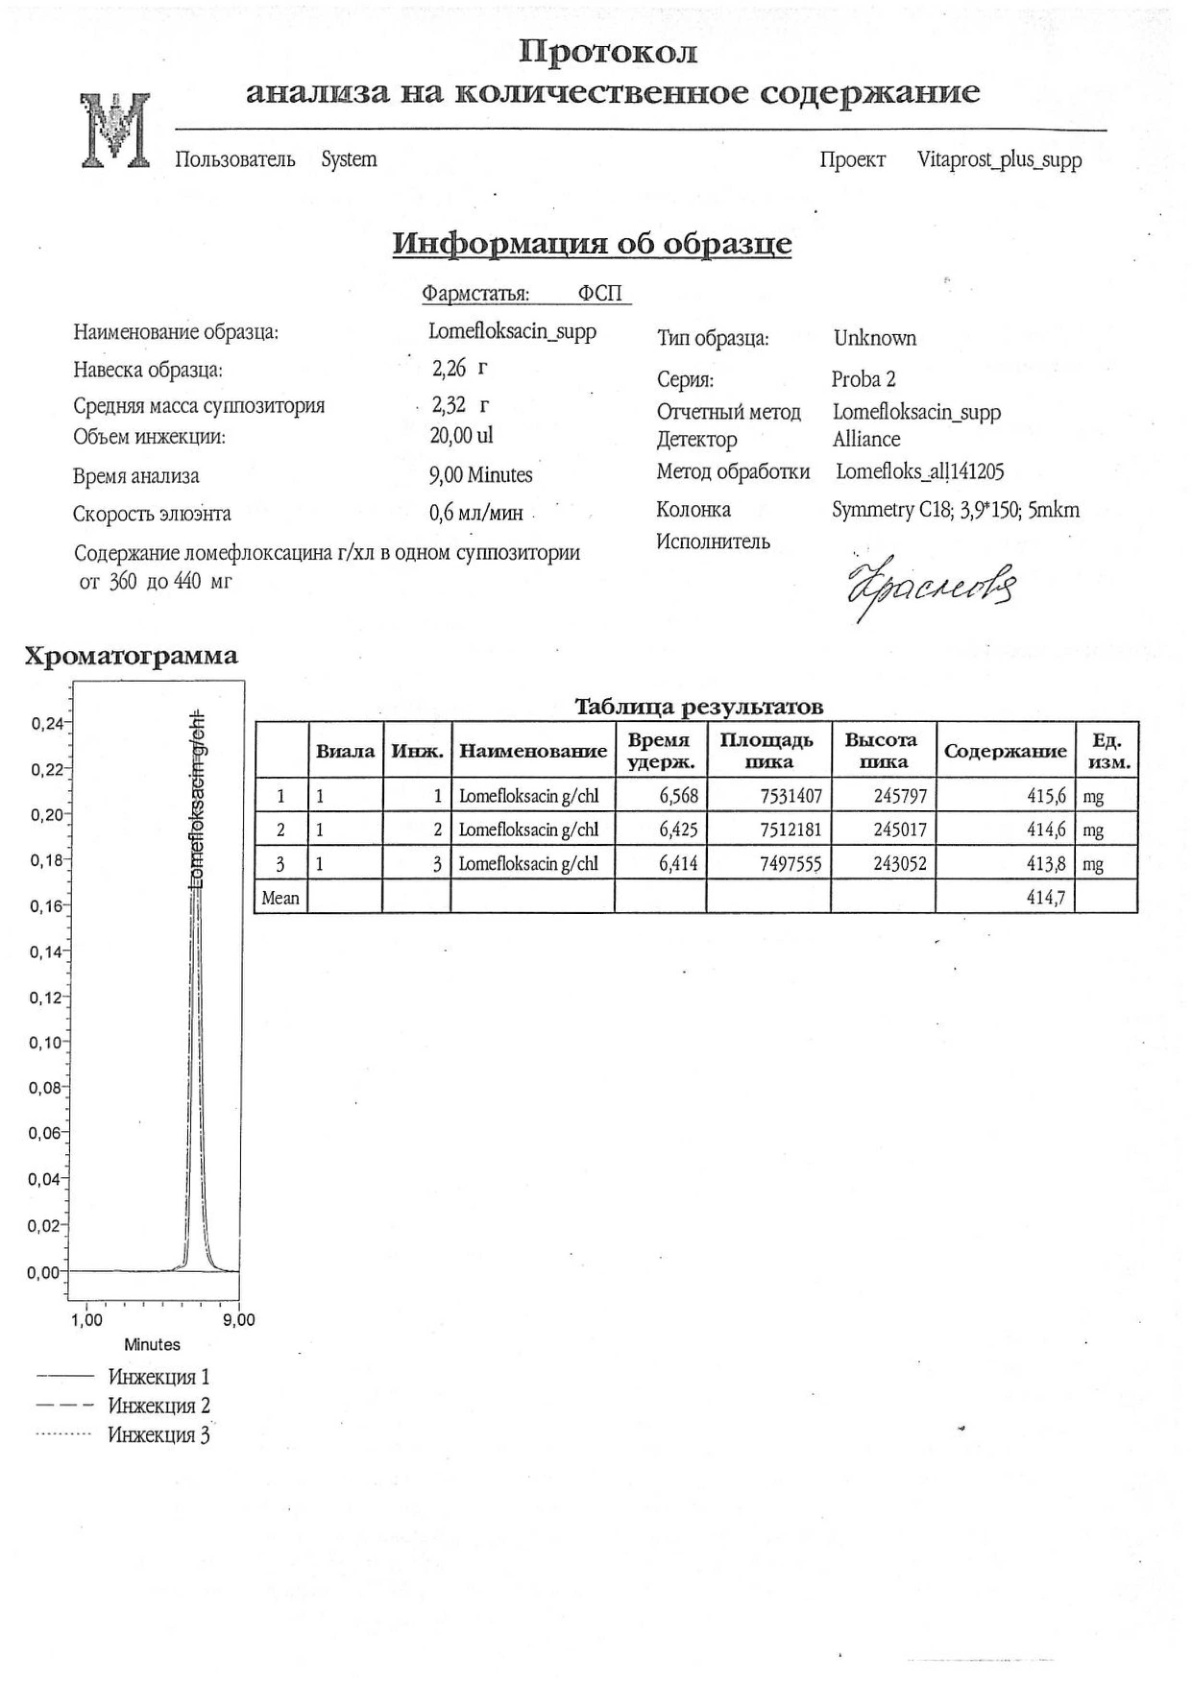 Протокол
анализа на количественное содержание
М
Пользователь System Проект Vitaprost_plus_supp
Информация об образце
Фармстатья: ФСП
Наименование образца: Lomefloksacin_supp
Навеска образца: 2,26 г
Средняя масса суппозитория 2,32 г
Объем инжекции: 20,00 ul
Время анализа 9,00 Minutes
Скорость элюэнта 0,6 мл/мин
Содержание ломефлоксацина г/хл в одном суппозитории
от 360 до 440 мг
Тип образца: Unknown
Серия: Proba 2
Отчетный метод Lomefloksacin_supp
Детектор Alliance
Метод обработки Lomefloks_all141205
Колонка Symmetry C18; 3,9*150; 5mkm
Исполнитель
Хроматограмма
0,24
0,22
0,20
0,18
0,16
0,14
0,12
0,10
0,08
0,06
0,04
0,02
0,00
Lomefloksacin g/chl
1,00 9,00
Minutes
Инжекция 1
Инжекция 2
Инжекция 3
Таблица результатов
Виала Инж. Наименование Время удерж. Площадь пика Высота пика Содержание Ед. изм.
1 1 1 Lomefloksacin g/chl 6,568 7531407 245797 415,6 mg
2 1 2 Lomefloksacin g/chl 6,425 7512181 245017 414,6 mg
3 1 3 Lomefloksacin g/chl 6,414 7497555 243052 413,8 mg
Mean 414,7